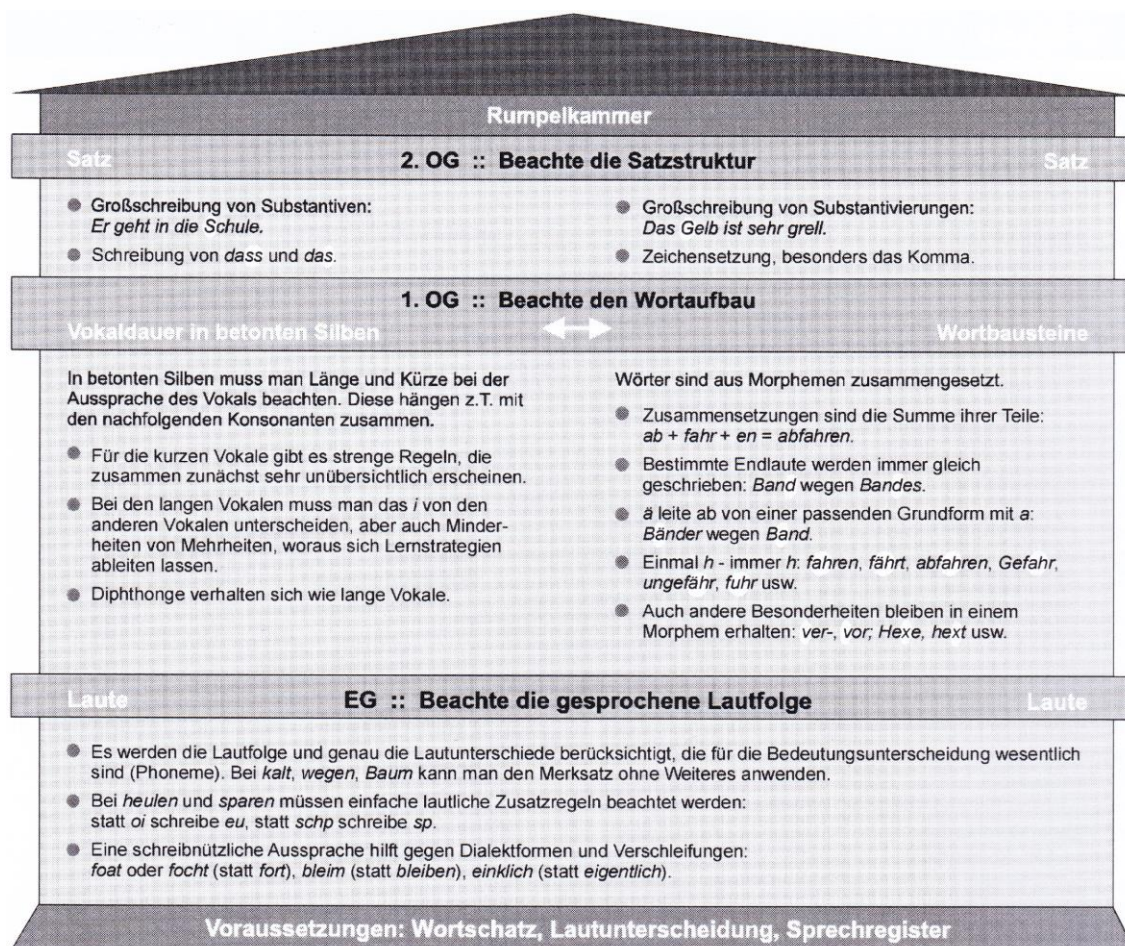 Rumpelkammer
Satz 2. OG :: Beachte die Satzstruktur Satz
Großschreibung von Substantiven:
Er geht in die Schule.
Schreibung von dass und das.
Großschreibung von Substantivierungen:
Das Gelb ist sehr grell.
Zeichensetzung, besonders das Komma.
1. OG :: Beachte den Wortaufbau
Vokaldauer in betonten Silben
Wortbausteine
In betonten Silben muss man Länge und Kürze bei der
Aussprache des Vokals beachten. Diese hängen z.T. mit
den nachfolgenden Konsonanten zusammen.
Für die kurzen Vokale gibt es strenge Regeln, die
zusammen zunächst sehr unübersichtlich erscheinen.
Bei den langen Vokalen muss man das i von den
anderen Vokalen unterscheiden, aber auch Minder-
heiten von Mehrheiten, woraus sich Lernstrategien
ableiten lassen.
Diphthonge verhalten sich wie lange Vokale.
Wörter sind aus Morphemen zusammengesetzt.
Zusammensetzungen sind die Summe ihrer Teile:
ab + fahr + en = abfahren.
Bestimmte Endlaute werden immer gleich
geschrieben: Band wegen Bandes.
ä leite ab von einer passenden Grundform mit a:
Bänder wegen Band.
Einmal h - immer h: fahren, fährt, abfahren, Gefahr,
ungefähr, fuhr usw.
Auch andere Besonderheiten bleiben in einem
Morphem erhalten: ver-, vor; Hexe, hext usw.
Laute EG :: Beachte die gesprochene Lautfolge Laute
Es werden die Lautfolge und genau die Lautunterschiede berücksichtigt, die für die Bedeutungsunterscheidung wesentlich
sind (Phoneme). Bei kalt, wegen, Baum kann man den Merksatz ohne Weiteres anwenden.
Bei heulen und sparen müssen einfache lautliche Zusatzregeln beachtet werden:
statt oi schreibe eu, statt schp schreibe sp.
Eine schreibnützliche Aussprache hilft gegen Dialektformen und Verschleifungen:
foat oder focht (statt fort), bleim (statt bleiben), einklich (statt eigentlich).
Voraussetzungen: Wortschatz, Lautunterscheidung, Sprechregister